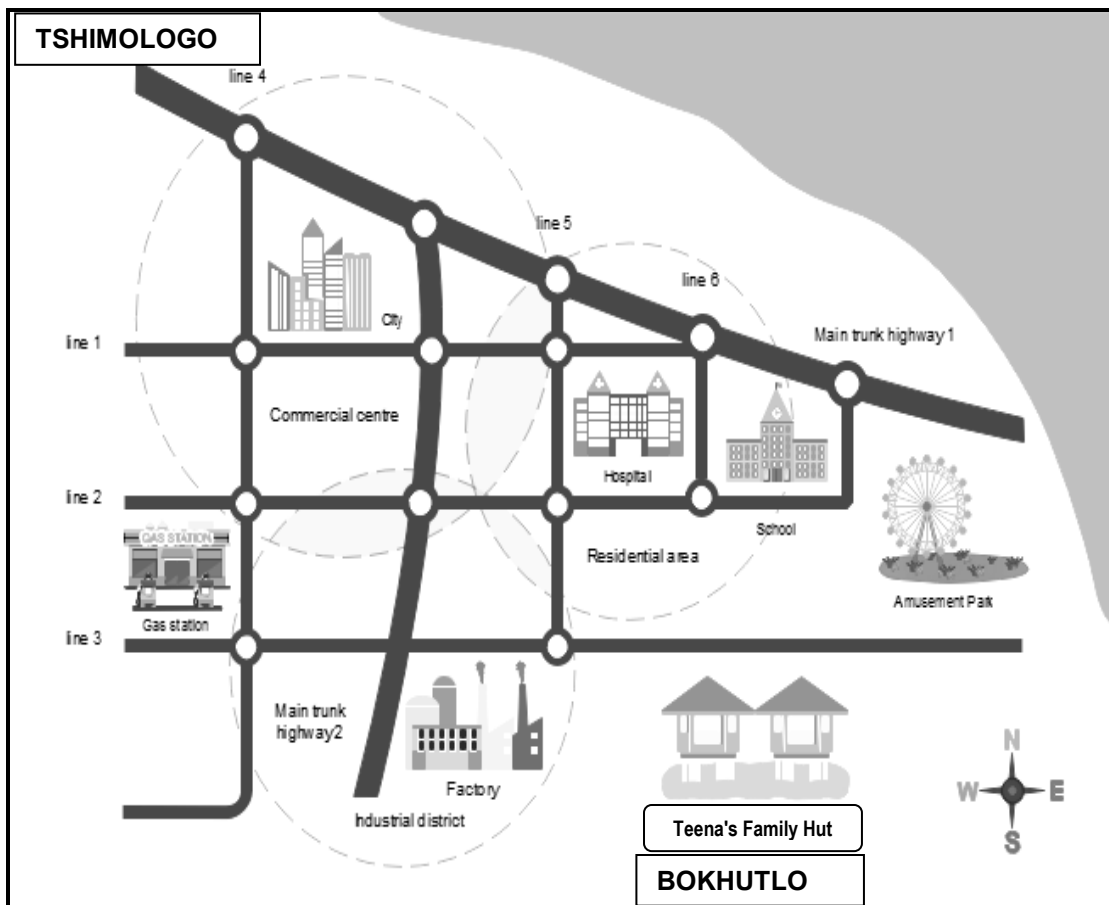 TSHIMOLOGO
line 4
line 5
line 6
City
line 1
Main trunk highway 1
Commercial centre
Hospital
line 2
School
GAS STATION
Residential area
Amusement Park
Gas station
line 3
Main trunk
highway2
Factory
Industrial district
N
W
E
S
Teena's Family Hut
BOKHUTLO